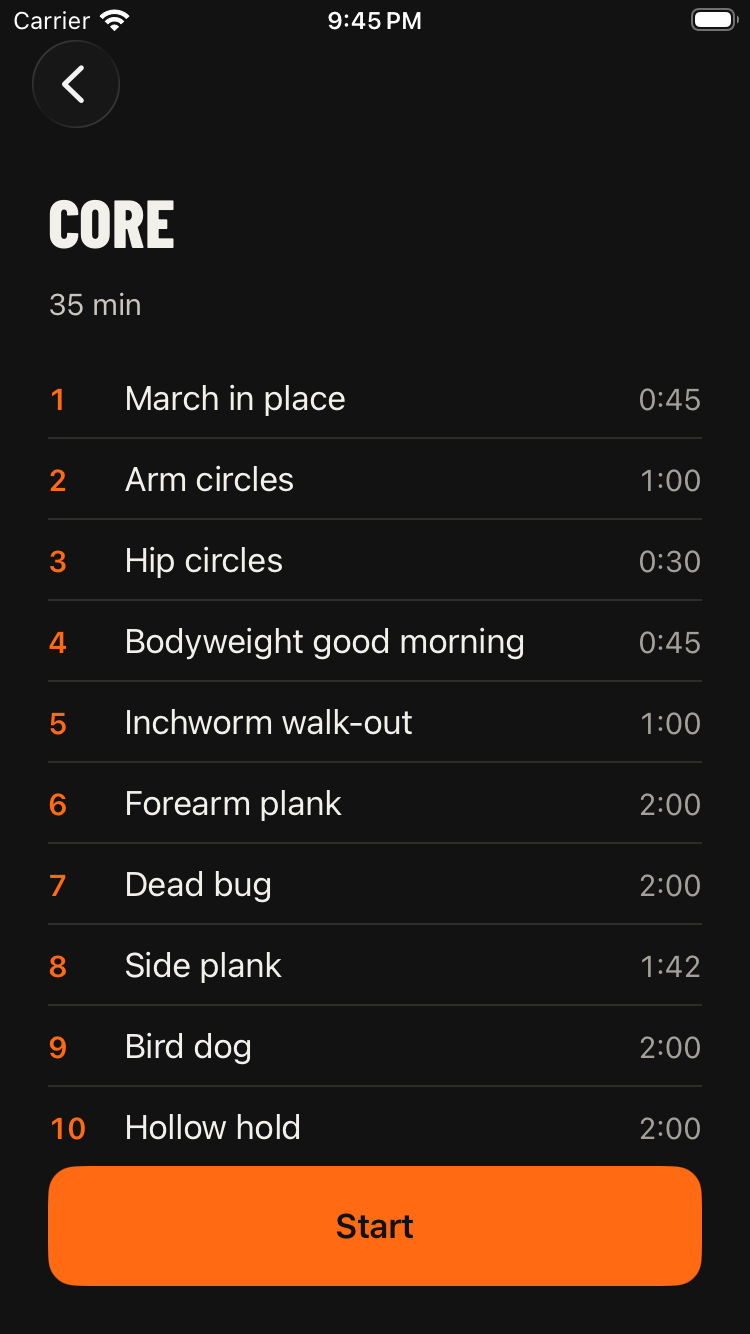 Carrier 9:45 PM
CORE
35 min
1 March in place 0:45
2 Arm circles 1:00
3 Hip circles 0:30
4 Bodyweight good morning 0:45
5 Inchworm walk-out 1:00
6 Forearm plank 2:00
7 Dead bug 2:00
8 Side plank 1:42
9 Bird dog 2:00
10 Hollow hold 2:00
Start